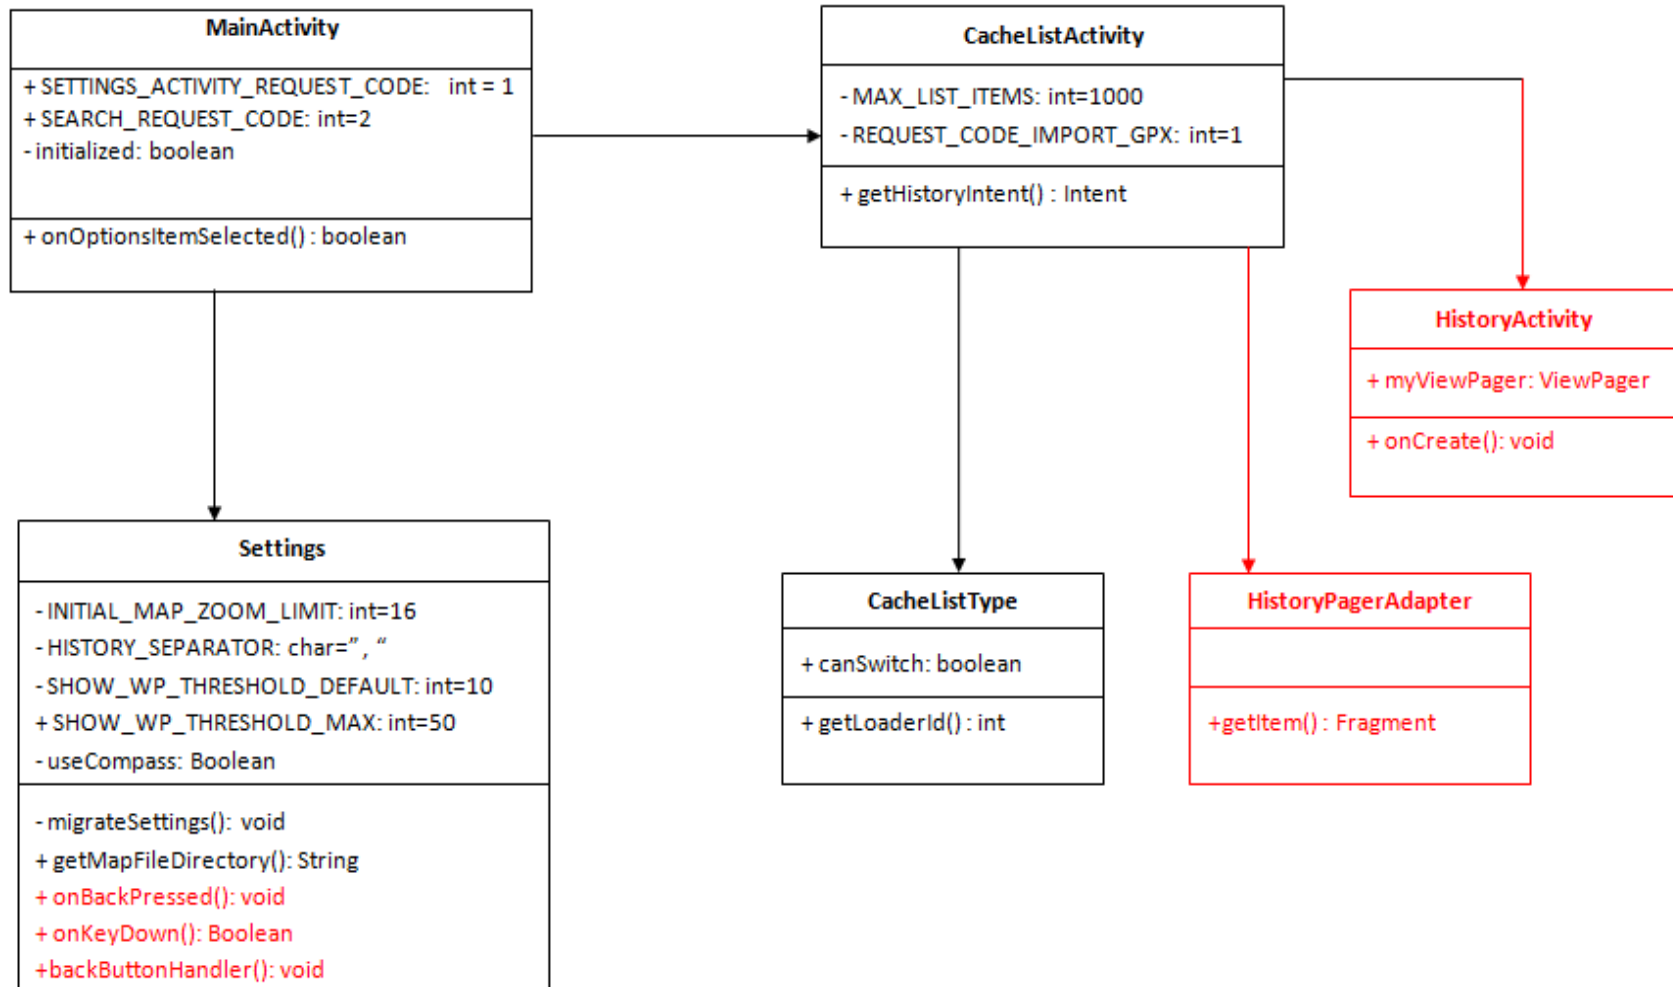 MainActivity
+ SETTINGS_ACTIVITY_REQUEST_CODE: int = 1
+ SEARCH_REQUEST_CODE: int=2
- initialized: boolean
+ onOptionsItemSelected() : boolean
CacheListActivity
- MAX_LIST_ITEMS: int=1000
- REQUEST_CODE_IMPORT_GPX: int=1
+ getHistoryIntent() : Intent
HistoryActivity
+ myViewPager: ViewPager
+ onCreate(): void
Settings
- INITIAL_MAP_ZOOM_LIMIT: int=16
- HISTORY_SEPARATOR: char=” , “
- SHOW_WP_THRESHOLD_DEFAULT: int=10
+ SHOW_WP_THRESHOLD_MAX: int=50
- useCompass: Boolean
- migrateSettings(): void
+ getMapFileDirectory(): String
+ onBackPressed(): void
+ onKeyDown(): Boolean
+backButtonHandler(): void
CacheListType
+ canSwitch: boolean
+ getLoaderId() : int
HistoryPagerAdapter
+getItem() : Fragment